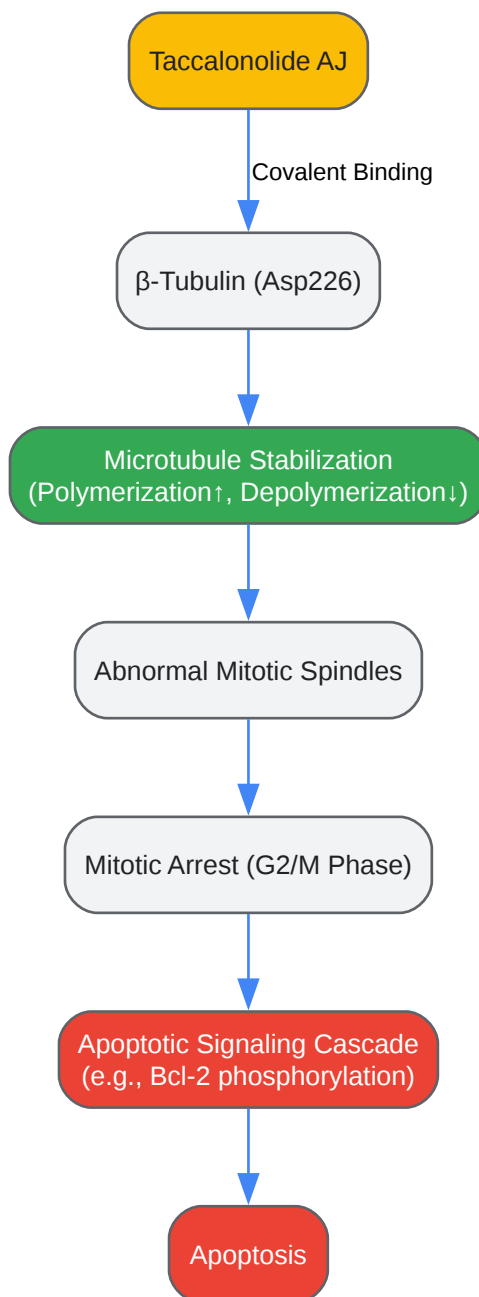 Taccalonolide AJ
Covalent Binding
β-Tubulin (Asp226)
Microtubule Stabilization
(Polymerization↑, Depolymerization↓)
Abnormal Mitotic Spindles
Mitotic Arrest (G2/M Phase)
Apoptotic Signaling Cascade
(e.g., Bcl-2 phosphorylation)
Apoptosis